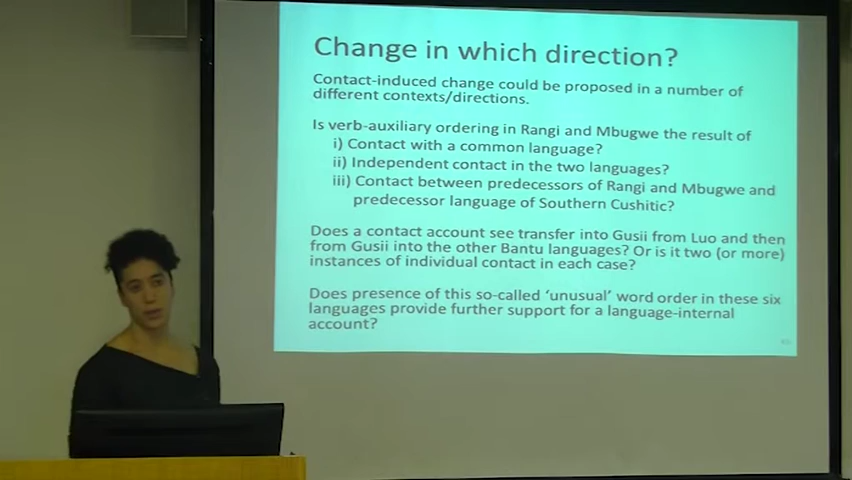 Change in which direction?
Contact-induced change could be proposed in a number of
different contexts/directions.
Is verb-auxiliary ordering in Rangi and Mbugwe the result of
i) Contact with a common language?
ii) Independent contact in the two languages?
iii) Contact between predecessors of Rangi and Mbugwe and
predecessor language of Southern Cushitic?
Does a contact account see transfer into Gusii from Luo and then
from Gusii into the other Bantu languages? Or is it two (or more)
instances of individual contact in each case?
Does presence of this so-called 'unusual' word order in these six
languages provide further support for a language-internal
account?